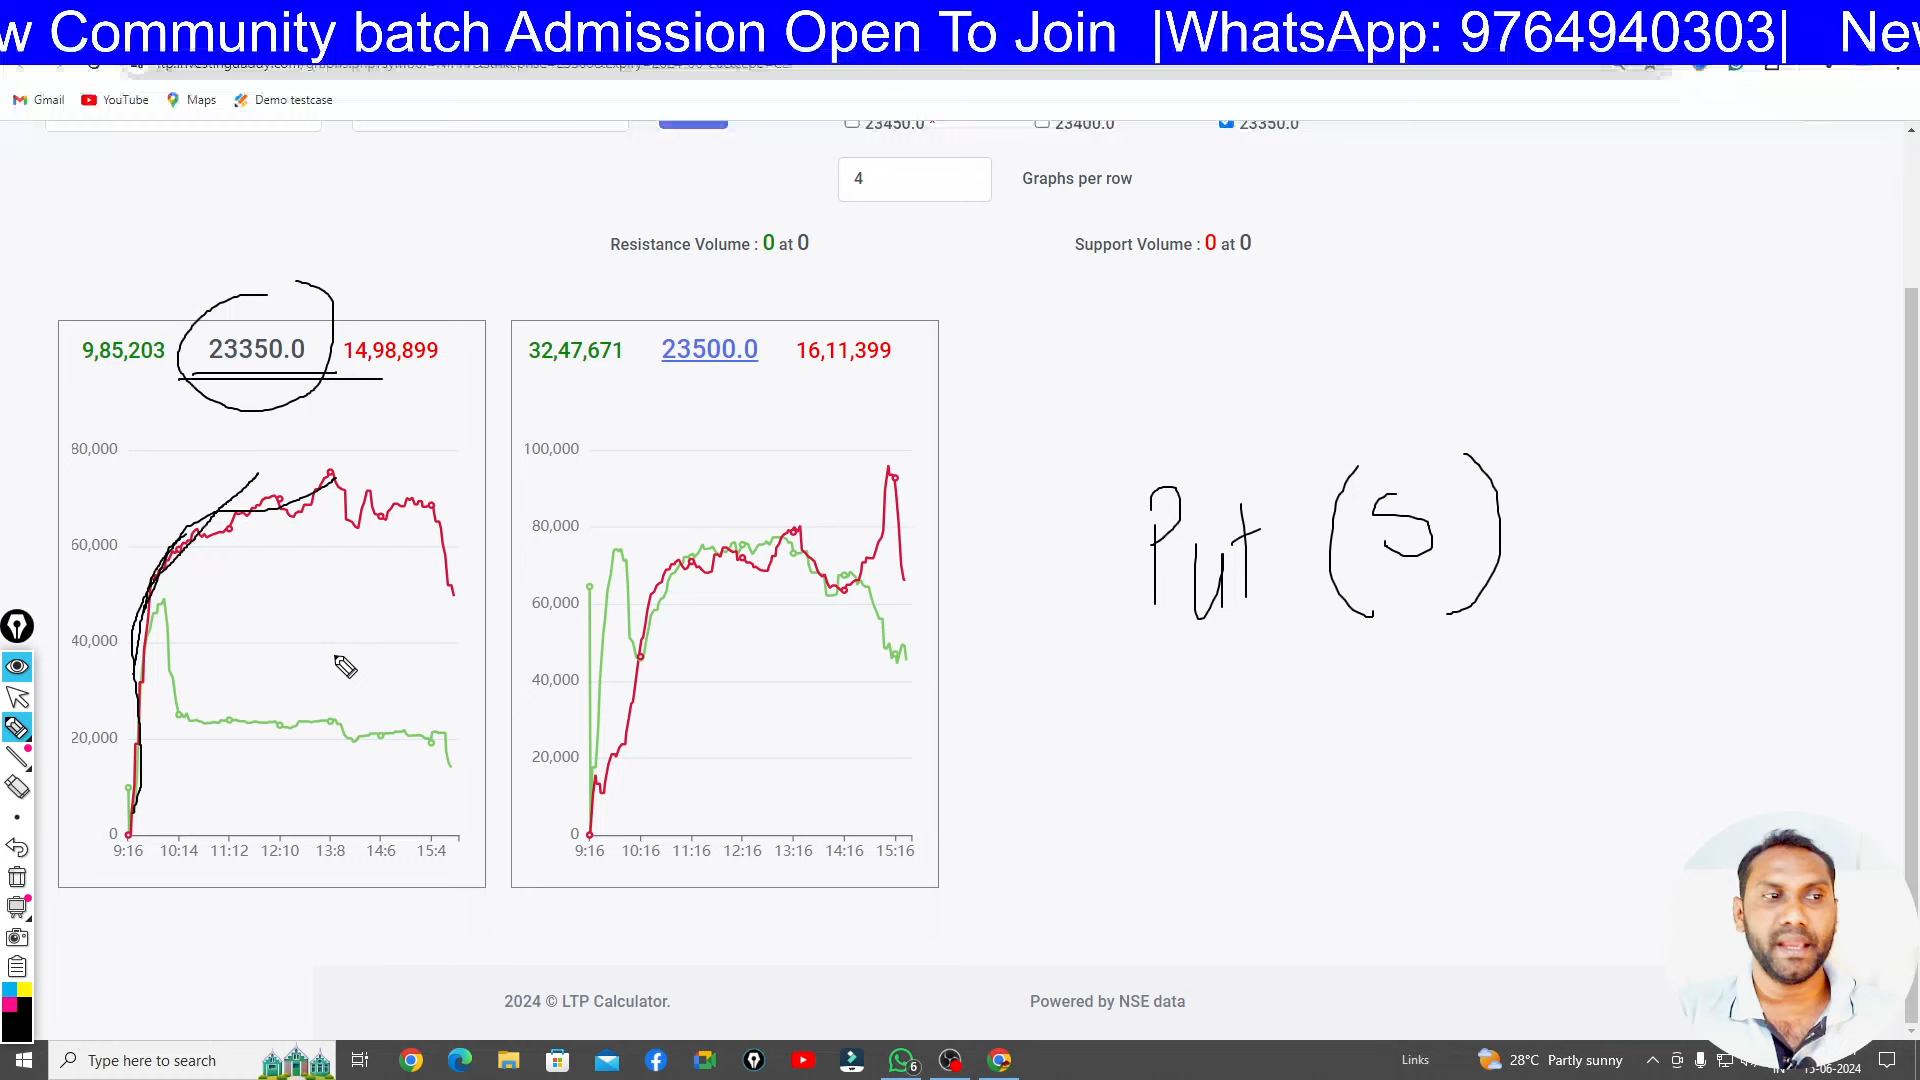 w Community batch Admission Open To Join |WhatsApp: 9764940303| Nev
Gmail YouTube Maps Demo testcase
23450.0 * 23400.0 23350.0
4 Graphs per row
Resistance Volume : 0 at 0 Support Volume : 0 at 0
9,85,203 23350.0 14,98,899
80,000
60,000
40,000
20,000
0
9:16 10:14 11:12 12:10 13:8 14:6 15:4
32,47,671 23500.0 16,11,399
100,000
80,000
60,000
40,000
20,000
0
9:16 10:16 11:16 12:16 13:16 14:16 15:16
Put (S)
2024 © LTP Calculator. Powered by NSE data
Type here to search 6 Links 28°C Partly sunny
15-06-2024